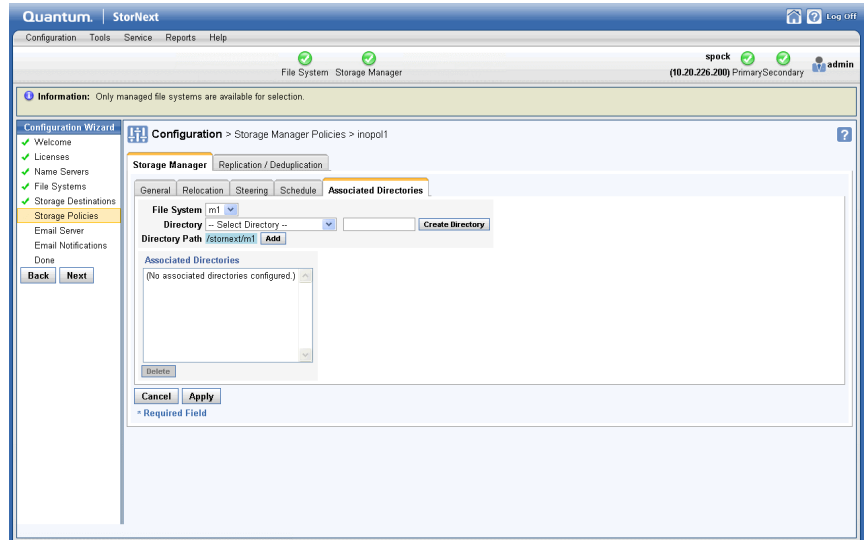 Quantum. | StorNext
Log Off
Configuration Tools Service Reports Help
File System Storage Manager
spock
(10.20.226.200) Primary Secondary
admin
Information: Only managed file systems are available for selection.
Configuration Wizard
Welcome
Licenses
Name Servers
File Systems
Storage Destinations
Storage Policies
Email Server
Email Notifications
Done
Back Next
Configuration > Storage Manager Policies > inopol1
Storage Manager Replication / Deduplication
General Relocation Steering Schedule Associated Directories
File System m1
Directory -- Select Directory -- Create Directory
Directory Path /stornext/m1 Add
Associated Directories
(No associated directories configured.)
Delete
Cancel Apply
* Required Field